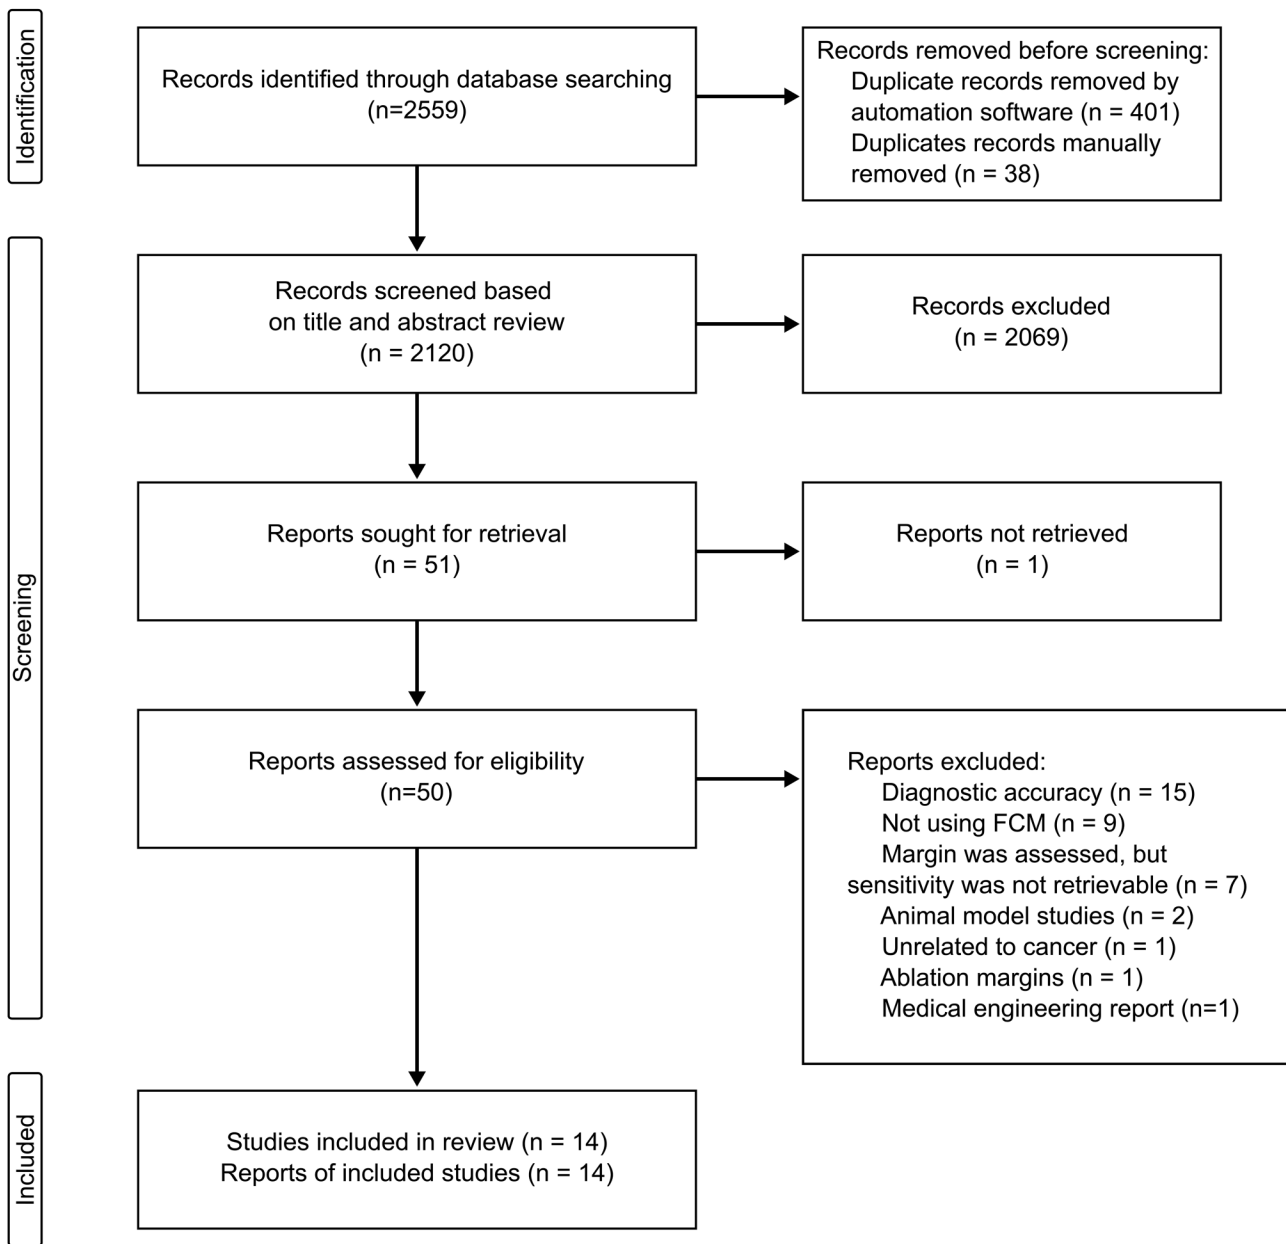 Identification
Records identified through database searching
(n=2559)
Records removed before screening:
Duplicate records removed by
automation software (n = 401)
Duplicates records manually
removed (n = 38)
Screening
Records screened based
on title and abstract review
(n = 2120)
Records excluded
(n = 2069)
Reports sought for retrieval
(n = 51)
Reports not retrieved
(n = 1)
Reports assessed for eligibility
(n=50)
Reports excluded:
Diagnostic accuracy (n = 15)
Not using FCM (n = 9)
Margin was assessed, but
sensitivity was not retrievable (n = 7)
Animal model studies (n = 2)
Unrelated to cancer (n = 1)
Ablation margins (n = 1)
Medical engineering report (n=1)
Included
Studies included in review (n = 14)
Reports of included studies (n = 14)